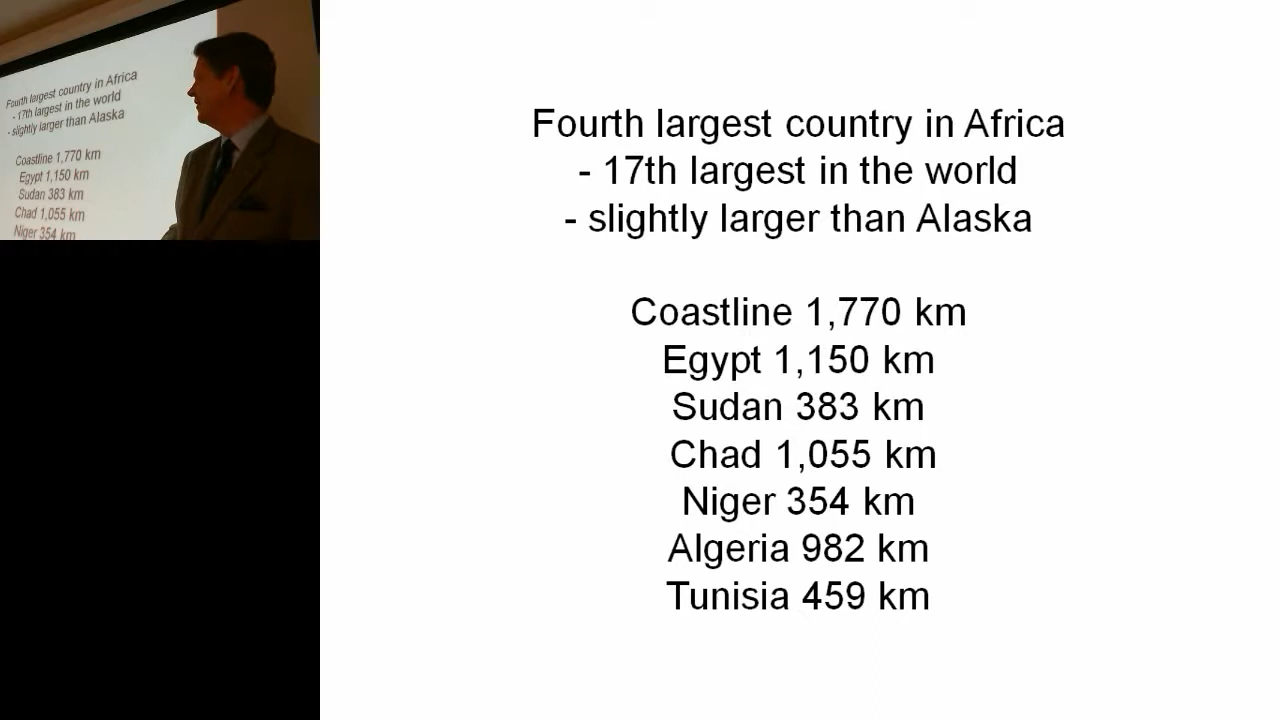 Fourth largest country in Africa
- 17th largest in the world
- slightly larger than Alaska
Coastline 1,770 km
Egypt 1,150 km
Sudan 383 km
Chad 1,055 km
Niger 354 km
Fourth largest country in Africa
- 17th largest in the world
- slightly larger than Alaska
Coastline 1,770 km
Egypt 1,150 km
Sudan 383 km
Chad 1,055 km
Niger 354 km
Algeria 982 km
Tunisia 459 km